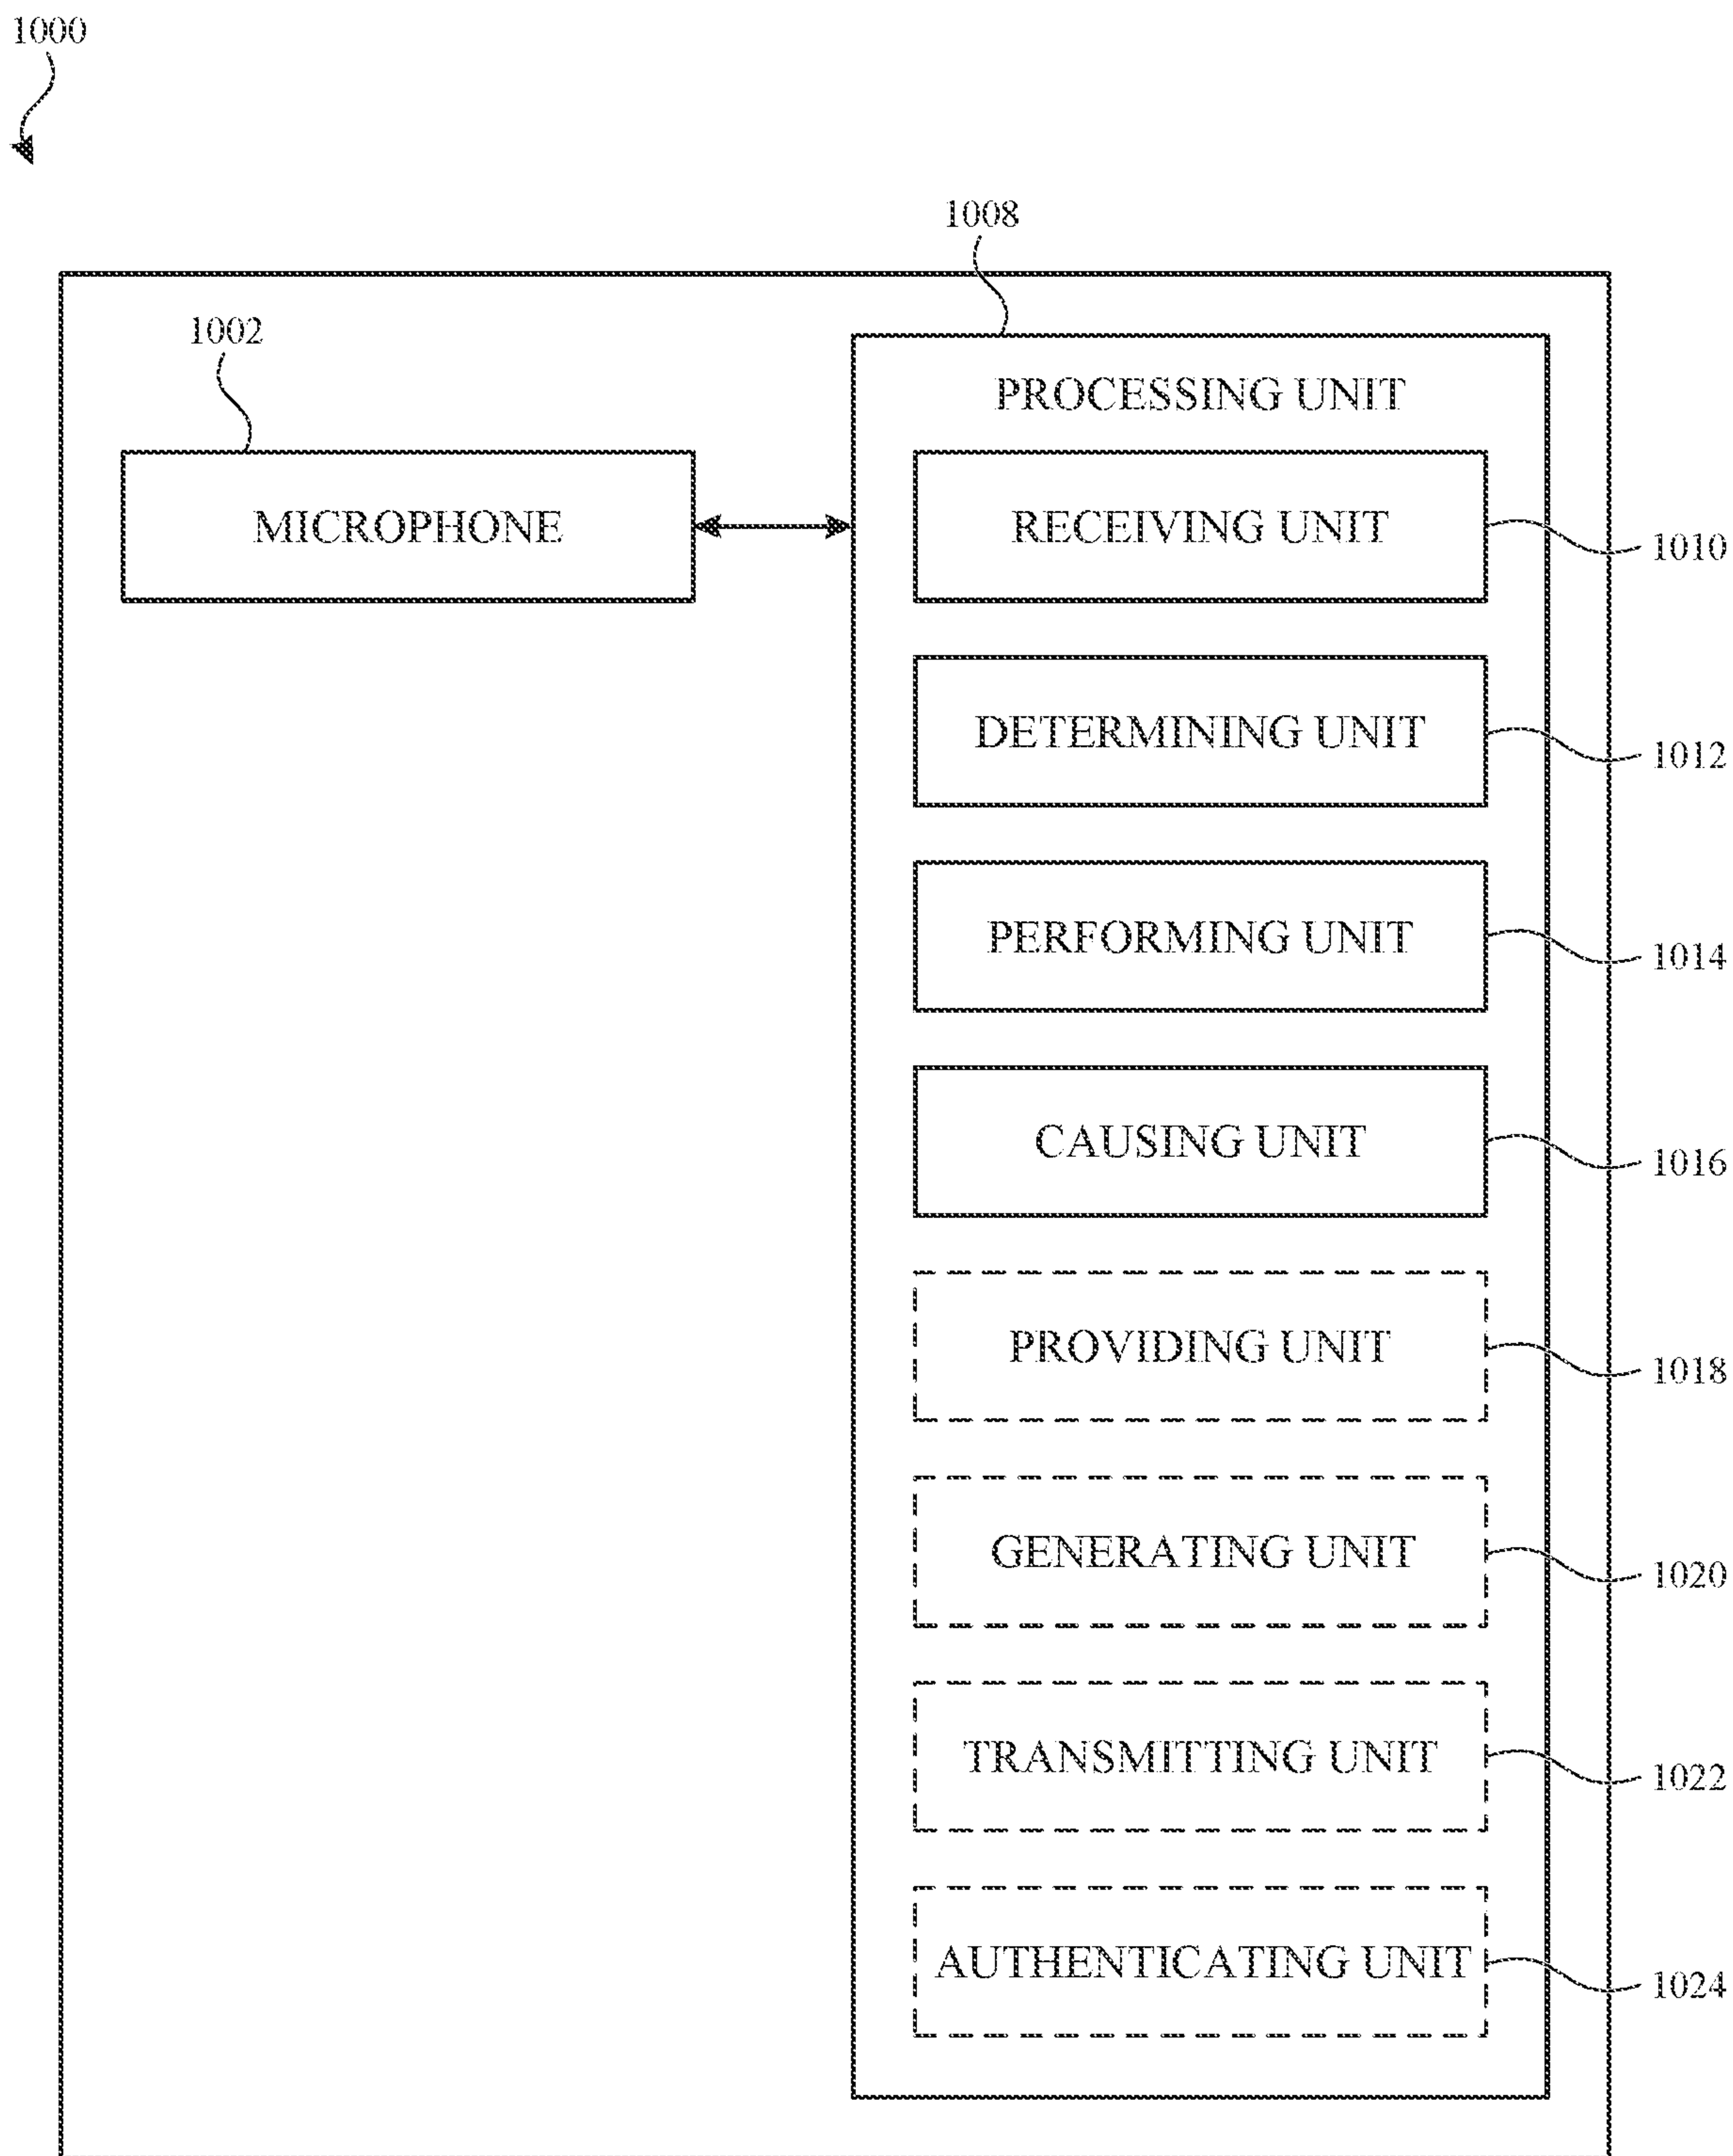 1000
1008
1002
PROCESSING UNIT
MICROPHONE
RECEIVING UNIT
1010
DETERMINING UNIT
1012
PERFORMING UNIT
1014
CAUSING UNIT
1016
PROVIDING UNIT
1018
GENERATING UNIT
1020
TRANSMITTING UNIT
1022
AUTHENTICATING UNIT
1024